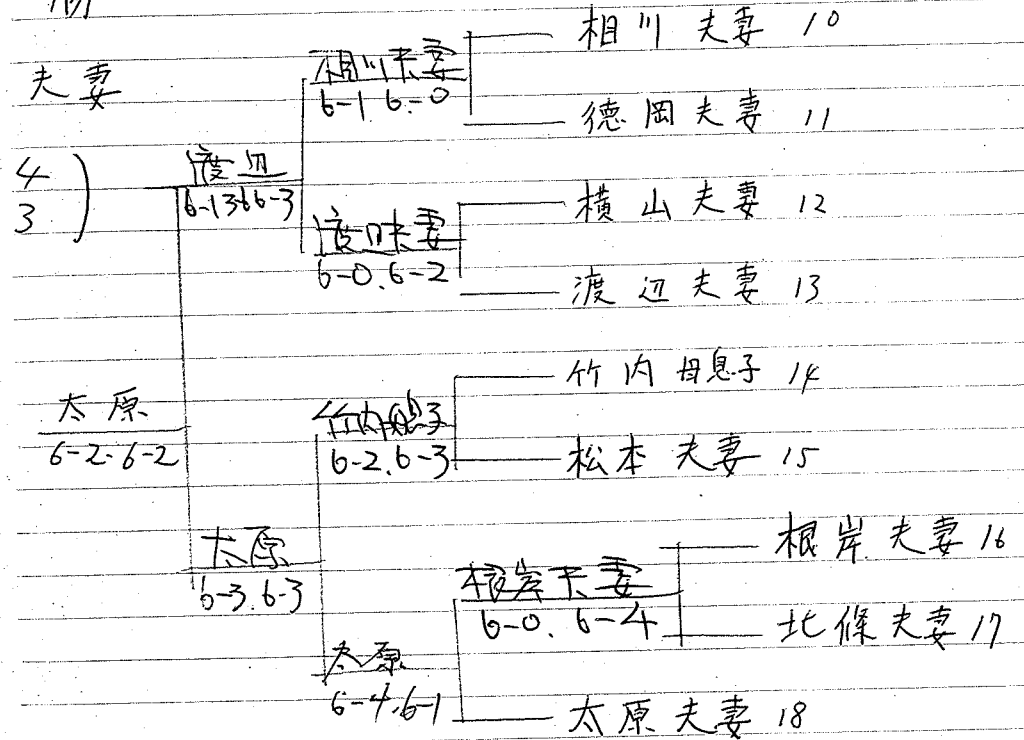 相川 夫妻 10
相川夫妻
6-1 6-0
夫妻
徳岡夫妻 11
4
3
渡辺
横山夫妻 12
渡辺夫妻
6-0. 6-2
渡辺夫妻 13
竹内 母息子 14
太原
6-2・6-2
竹内母息子
6-2. 6-3
松本 夫妻 15
太原
6-3. 6-3
根岸 夫妻 16
根岸夫妻
6-0. 6-4
北條夫妻 17
太原
6-4. 6-1
太原夫妻 18